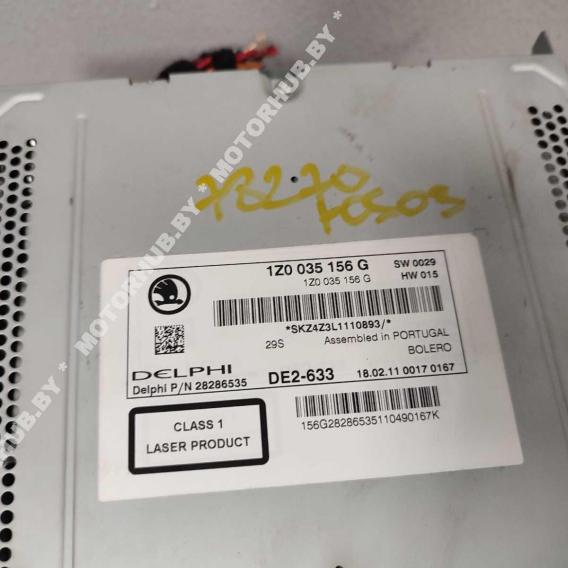 * MOTORHUB.BY * MOTORHUB.BY *
78270
1Z0 035 156 G
1Z0 035 156 G
SW 0029
HW 015
*SKZ4Z3L1110893/*
29S Assembled in PORTUGAL
BOLERO
DELPHI
Delphi P/N 28286535
DE2-633
18.02.11 0017 0167
CLASS 1
LASER PRODUCT
156G28286535110490167K